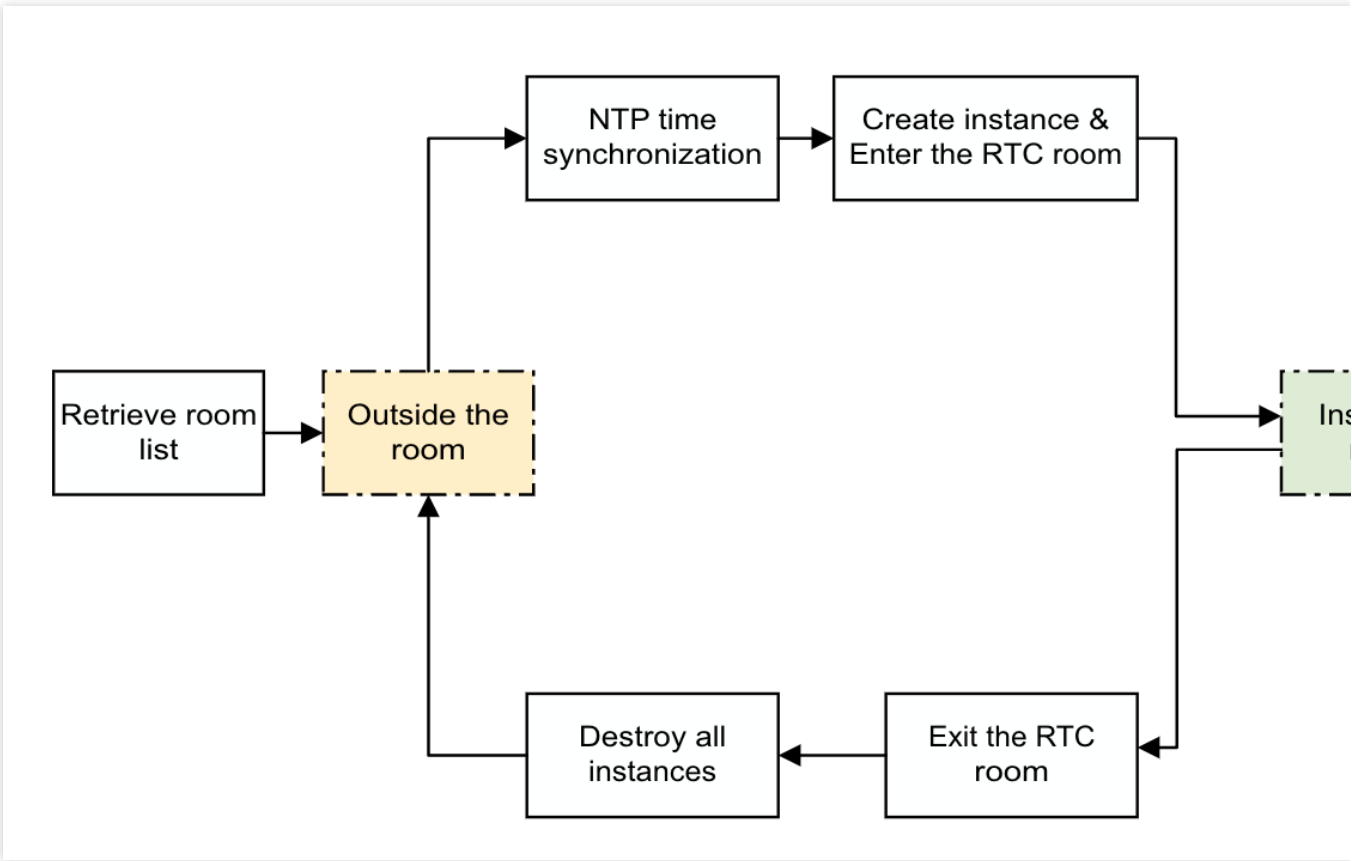 NTP time
synchronization
Create instance &
Enter the RTC room
Retrieve room
list
Outside the
room
Destroy all
instances
Exit the RTC
room